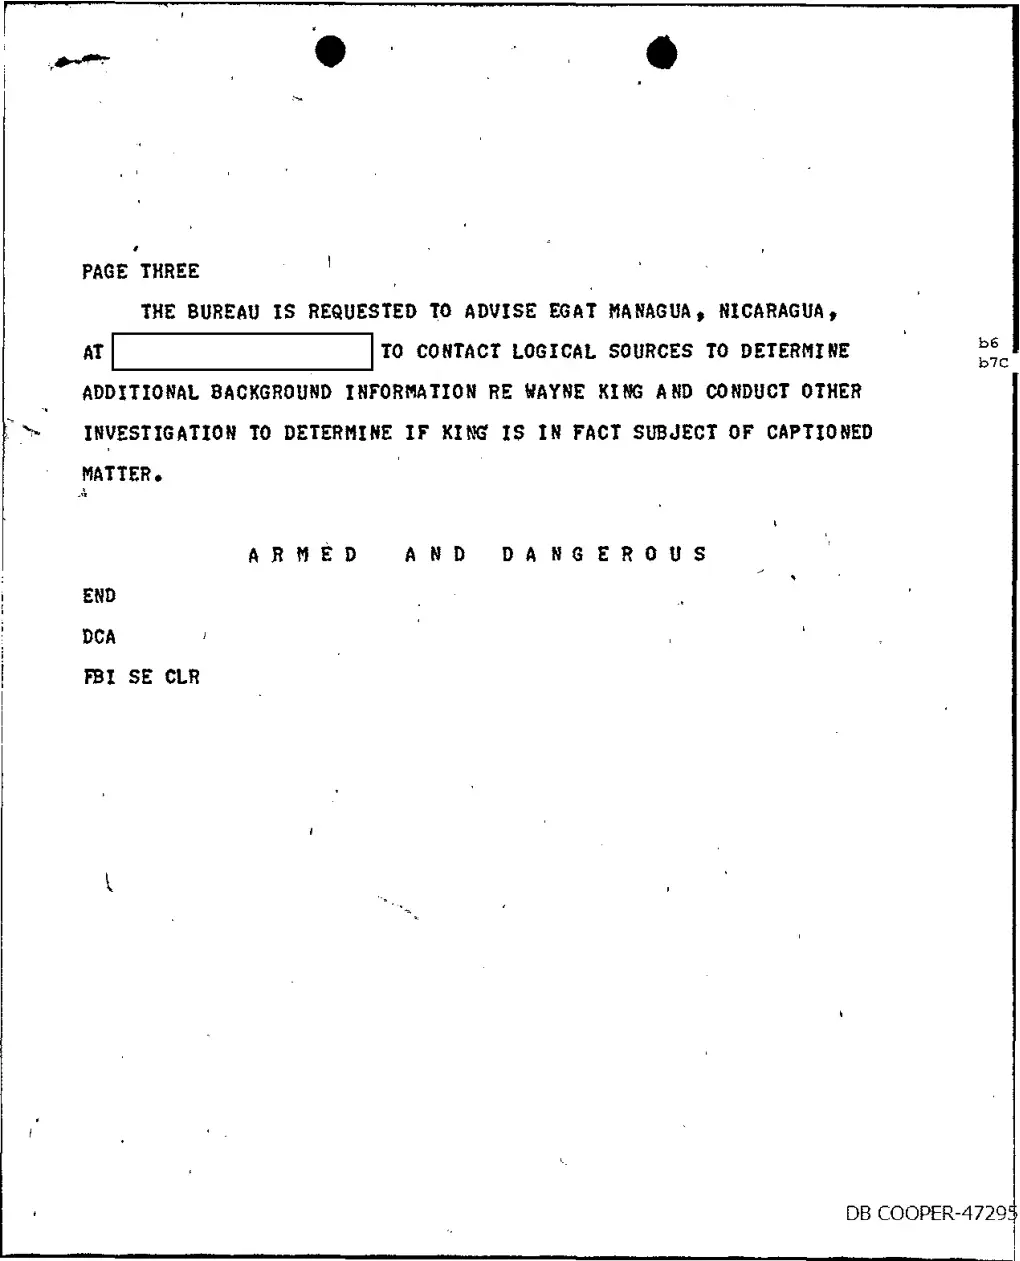 PAGE THREE
THE BUREAU IS REQUESTED TO ADVISE EGAT MANAGUA, NICARAGUA,
AT TO CONTACT LOGICAL SOURCES TO DETERMINE
b6
b7C
ADDITIONAL BACKGROUND INFORMATION RE WAYNE KING AND CONDUCT OTHER
INVESTIGATION TO DETERMINE IF KING IS IN FACT SUBJECT OF CAPTIONED
MATTER.
A R M E D   A N D   D A N G E R O U S
END
DCA
FBI SE CLR
DB COOPER-47295